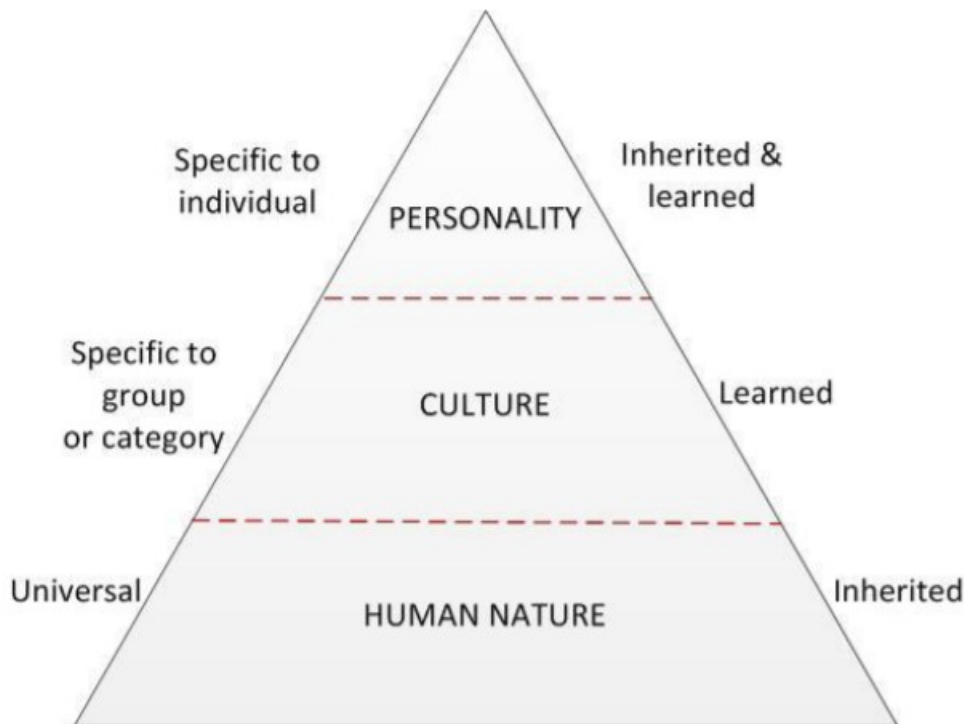 Specific to
individual
Inherited &
learned
PERSONALITY
Specific to
group
or category
CULTURE
Learned
Universal
HUMAN NATURE
Inherited